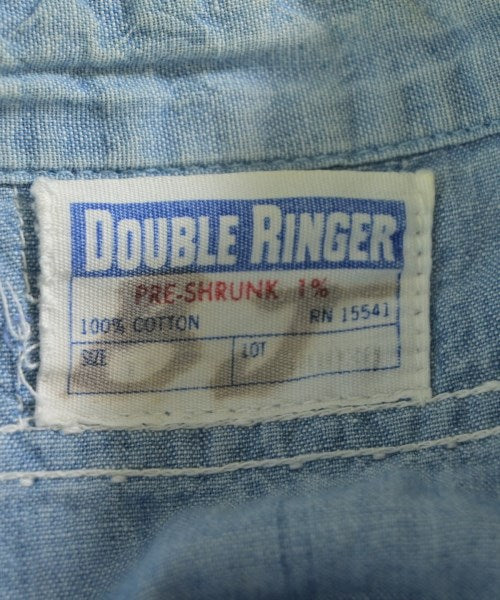 DOUBLE RINGER
PRE-SHRUNK 1%
100% COTTON RN 15541
SIZE LOT